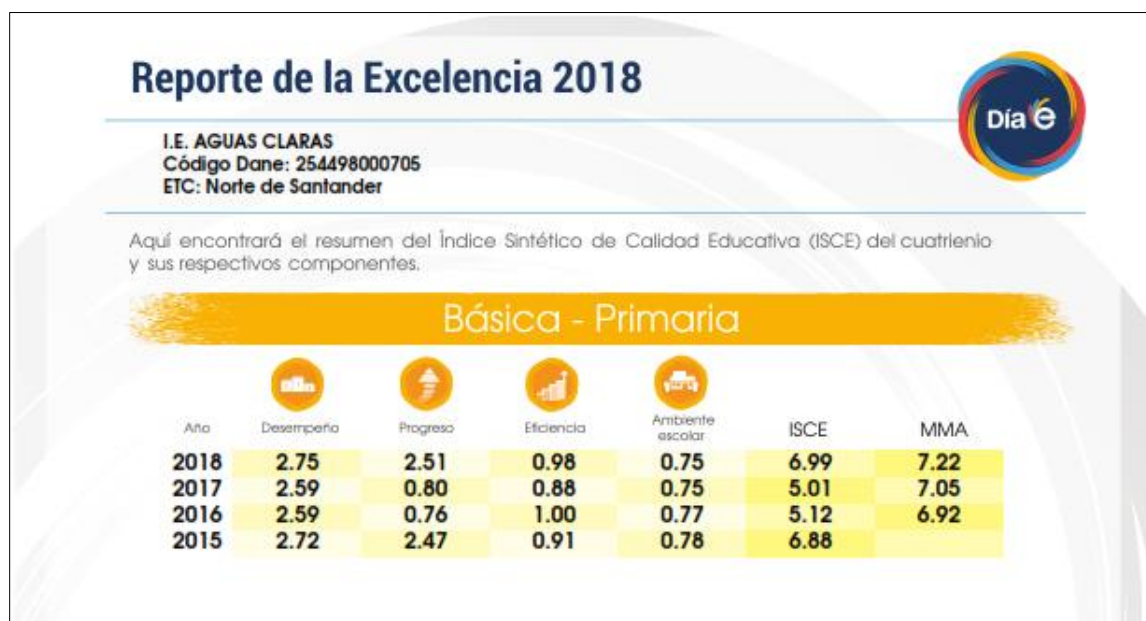 Reporte de la Excelencia 2018
Día é
I.E. AGUAS CLARAS
Código Dane: 254498000705
ETC: Norte de Santander
Aquí encontrará el resumen del Índice Sintético de Calidad Educativa (ISCE) del cuatrienio
y sus respectivos componentes.
Básica - Primaria
Año Desempeño Progreso Eficiencia Ambiente escolar ISCE MMA
2018 2.75 2.51 0.98 0.75 6.99 7.22
2017 2.59 0.80 0.88 0.75 5.01 7.05
2016 2.59 0.76 1.00 0.77 5.12 6.92
2015 2.72 2.47 0.91 0.78 6.88